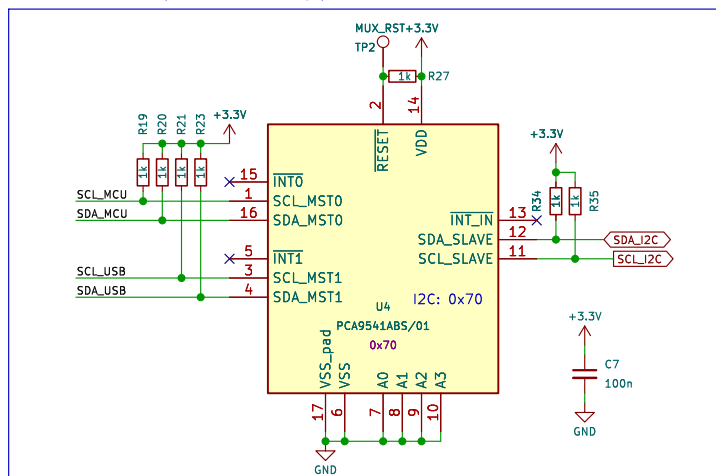 MUX_RST
+3.3V
TP2
1k
R27
2
14
RESET
VDD
R19
R20
R21
R23
+3.3V
1k
1k
1k
1k
15
INT0
SCL_MCU
1
SCL_MST0
SDA_MCU
16
SDA_MST0
5
INT1
SCL_USB
3
SCL_MST1
SDA_USB
4
SDA_MST1
+3.3V
R34
1k
1k
R35
INT_IN
13
SDA_SLAVE
12
SDA_I2C
SCL_SLAVE
11
SCL_I2C
I2C: 0x70
U4
PCA9541ABS/01
0x70
VSS_pad
VSS
A0
A1
A2
A3
17
6
7
8
9
10
GND
+3.3V
C7
100n
GND